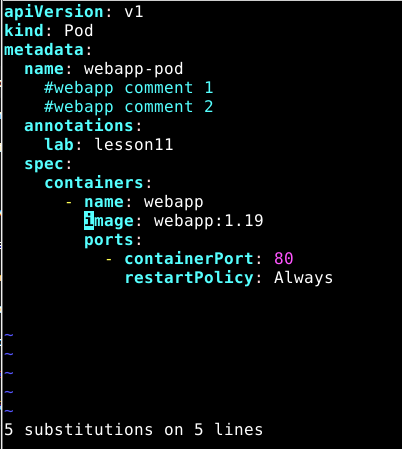 apiVersion: v1
kind: Pod
metadata:
  name: webapp-pod
    #webapp comment 1
    #webapp comment 2
  annotations:
    lab: lesson11
  spec:
    containers:
      - name: webapp
        image: webapp:1.19
        ports:
          - containerPort: 80
            restartPolicy: Always
~
~
~
~
~
5 substitutions on 5 lines